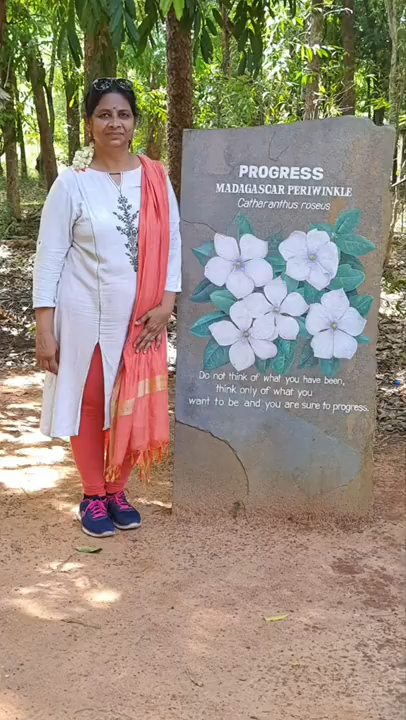 PROGRESS
MADAGASCAR PERIWINKLE
Catharanthus roseus
Do not think of what you have been,
think only of what you
want to be and you are sure to progress.